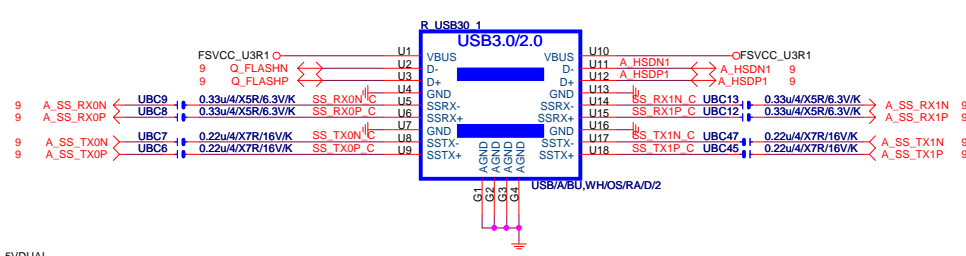 R_USB30_1
USB3.0/2.0
FSVCC_U3R1 U1 VBUS VBUS U10 FSVCC_U3R1
9 Q_FLASHN U2 D- D- U11 A_HSDN1 A_HSDN1 9
9 Q_FLASHP U3 D+ D+ U12 A_HSDP1 A_HSDP1 9
U4 GND GND U13
9 A_SS_RX0N UBC9 0.33u/4/X5R/6.3V/K SS_RX0N_C U5 SSRX- SSRX- U14 SS_RX1N_C UBC13 0.33u/4/X5R/6.3V/K A_SS_RX1N 9
9 A_SS_RX0P UBC8 0.33u/4/X5R/6.3V/K SS_RX0P_C U6 SSRX+ SSRX+ U15 SS_RX1P_C UBC12 0.33u/4/X5R/6.3V/K A_SS_RX1P 9
U7 GND GND U16
9 A_SS_TX0N UBC7 0.22u/4/X7R/16V/K SS_TX0N_C U8 SSTX- SSTX- U17 SS_TX1N_C UBC47 0.22u/4/X7R/16V/K A_SS_TX1N 9
9 A_SS_TX0P UBC6 0.22u/4/X7R/16V/K SS_TX0P_C U9 SSTX+ SSTX+ U18 SS_TX1P_C UBC45 0.22u/4/X7R/16V/K A_SS_TX1P 9
AGND AGND AGND AGND
USB/A/BU,WH/OS/RA/D/2
G1 G2 G3 G4
5VDUAL